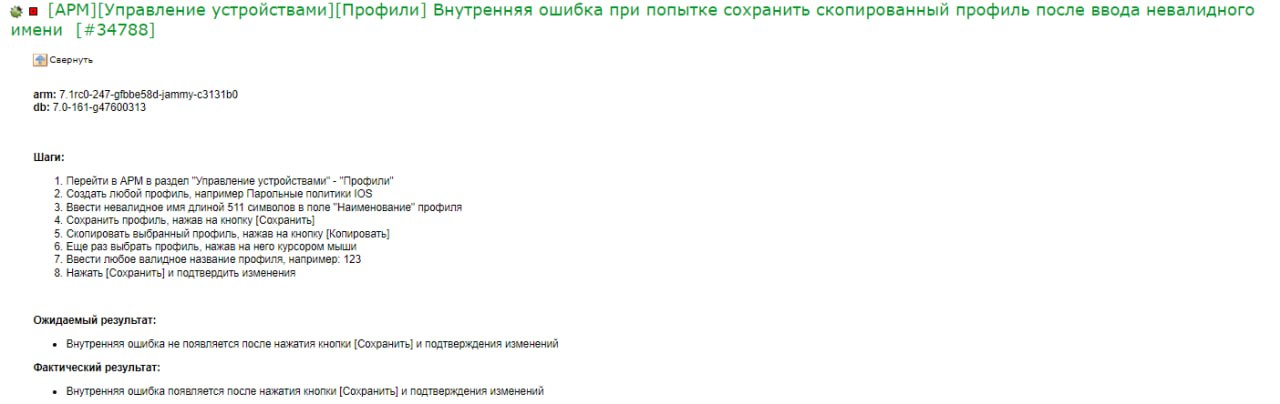 [АРМ][Управление устройствами][Профили] Внутренняя ошибка при попытке сохранить скопированный профиль после ввода невалидного
имени [#34788]
Свернуть
arm: 7.1rc0-247-gfbbe58d-jammy-c3131b0
db: 7.0-161-g47600313
Шаги:
1. Перейти в АРМ в раздел "Управление устройствами" - "Профили"
2. Создать любой профиль, например Парольные политики IOS
3. Ввести невалидное имя длиной 511 символов в поле "Наименование" профиля
4. Сохранить профиль, нажав на кнопку [Сохранить]
5. Скопировать выбранный профиль, нажав на кнопку [Копировать]
6. Еще раз выбрать профиль, нажав на него курсором мыши
7. Ввести любое валидное название профиля, например: 123
8. Нажать [Сохранить] и подтвердить изменения
Ожидаемый результат:
• Внутренняя ошибка не появляется после нажатия кнопки [Сохранить] и подтверждения изменений
Фактический результат:
• Внутренняя ошибка появляется после нажатия кнопки [Сохранить] и подтверждения изменений